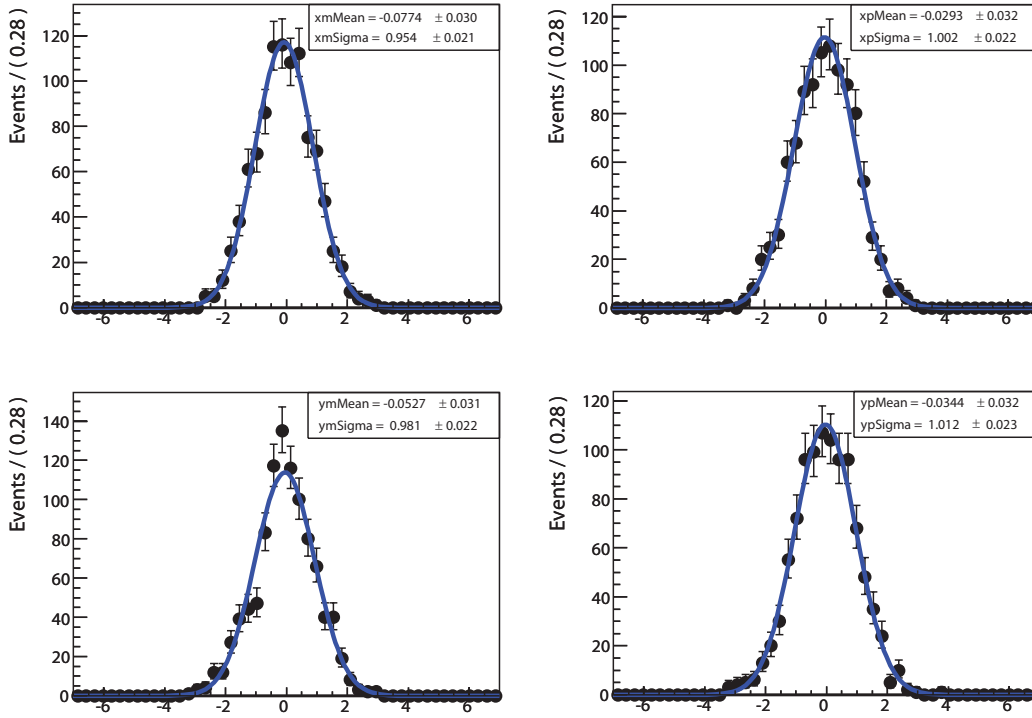 xmMean = -0.0774 ± 0.030
xmSigma = 0.954 ± 0.021
Events / ( 0.28 )
120
100
80
60
40
20
0
-6 -4 -2 0 2 4 6
xpMean = -0.0293 ± 0.032
xpSigma = 1.002 ± 0.022
Events / ( 0.28 )
120
100
80
60
40
20
0
-6 -4 -2 0 2 4 6
ymMean = -0.0527 ± 0.031
ymSigma = 0.981 ± 0.022
Events / ( 0.28 )
140
120
100
80
60
40
20
0
-6 -4 -2 0 2 4 6
ypMean = -0.0344 ± 0.032
ypSigma = 1.012 ± 0.023
Events / ( 0.28 )
120
100
80
60
40
20
0
-6 -4 -2 0 2 4 6